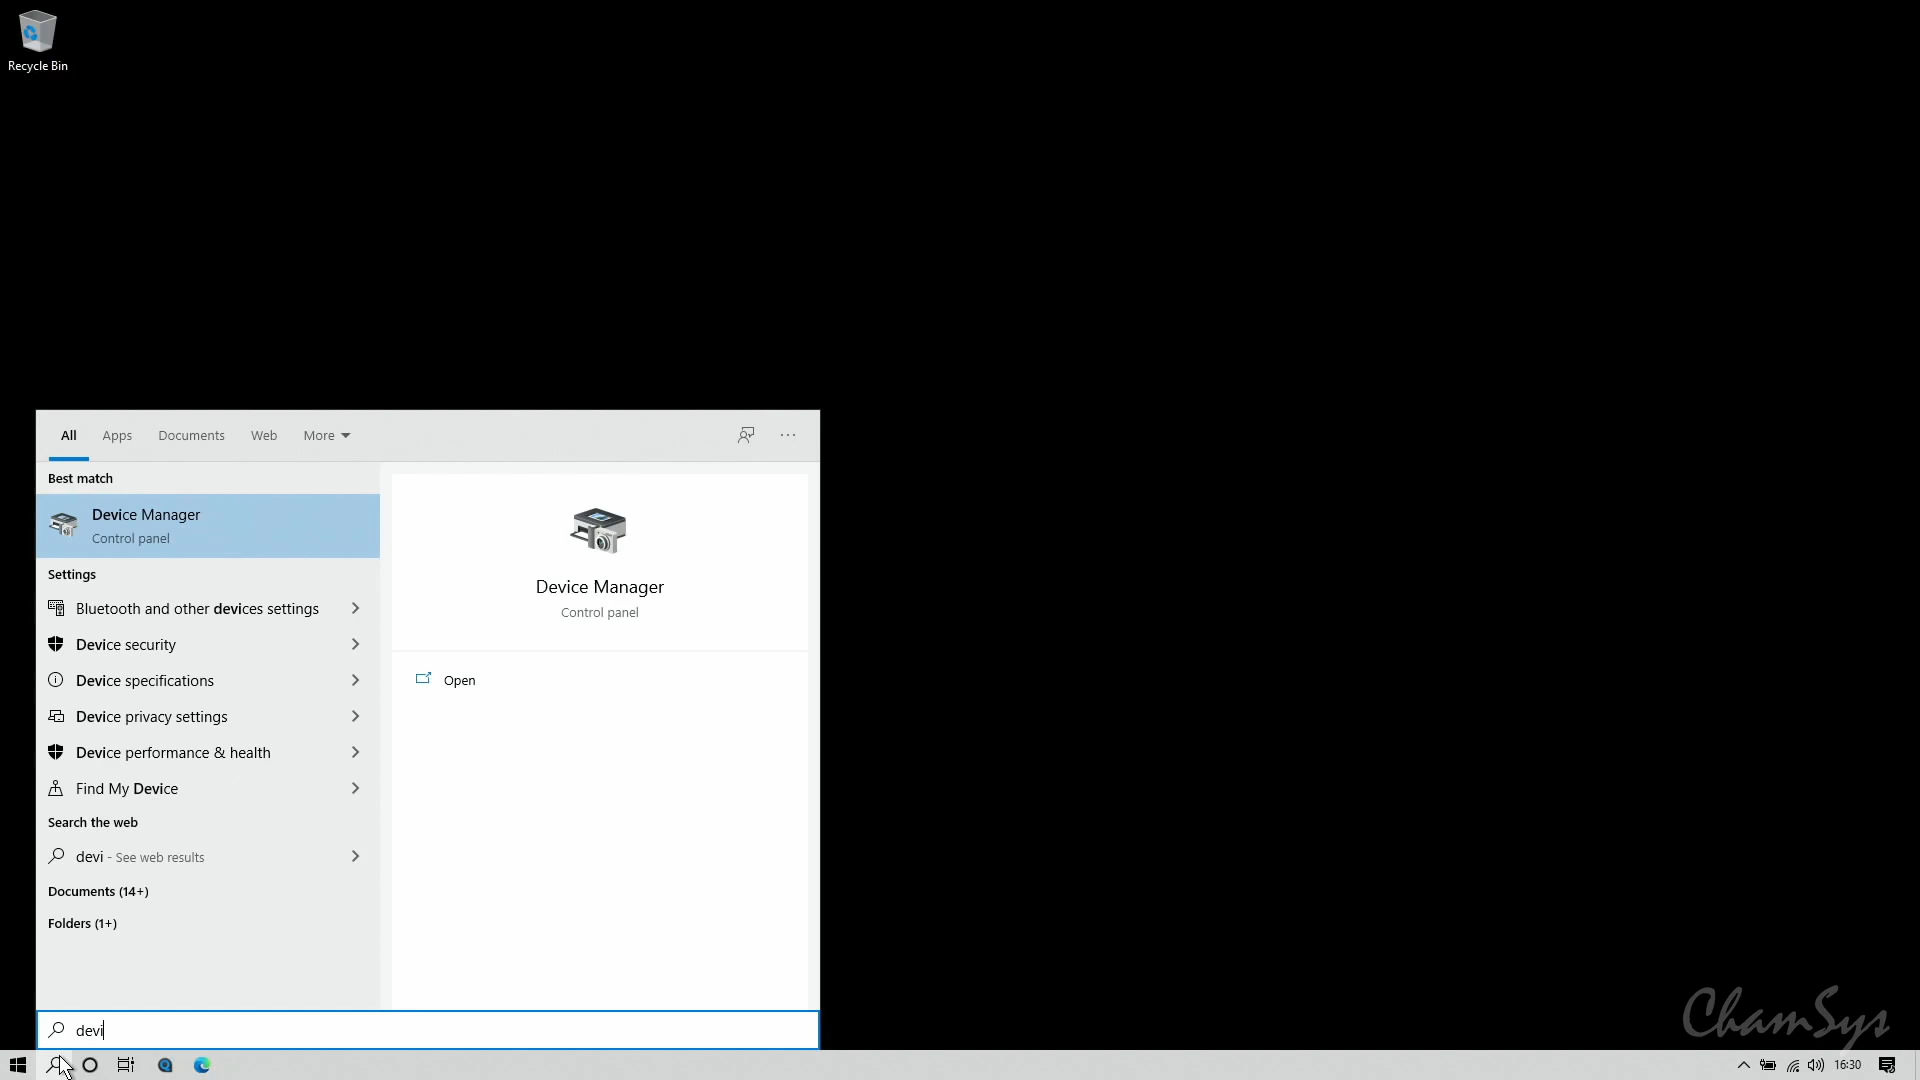 Recycle Bin
All Apps Documents Web More
Best match
Device Manager
Control panel
Settings
Bluetooth and other devices settings
Device security
Device specifications
Device privacy settings
Device performance & health
Find My Device
Search the web
devi - See web results
Documents (14+)
Folders (1+)
Device Manager
Control panel
Open
devi
ChamSys
16:30